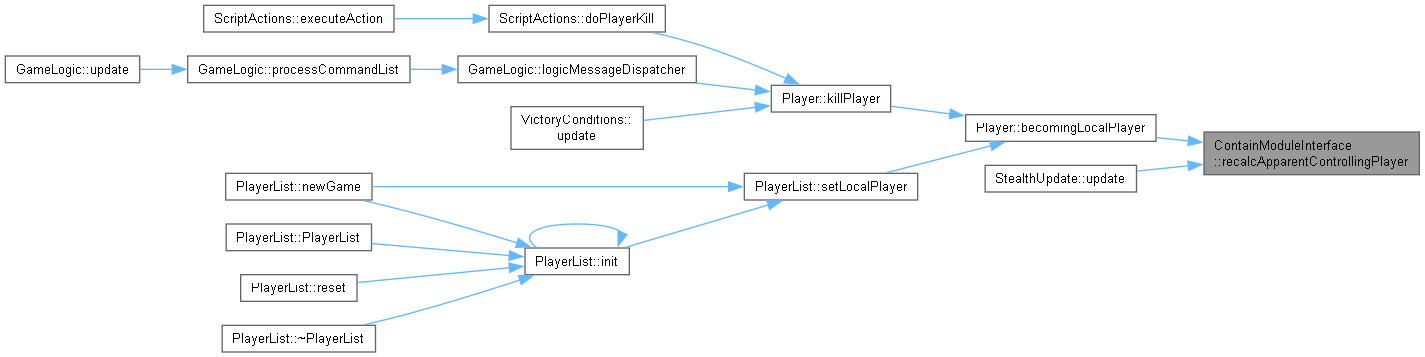 ScriptActions::executeAction
ScriptActions::doPlayerKill
GameLogic::update
GameLogic::processCommandList
GameLogic::logicMessageDispatcher
Player::killPlayer
VictoryConditions::
update
Player::becomingLocalPlayer
ContainModuleInterface
::recalcApparentControllingPlayer
StealthUpdate::update
PlayerList::newGame
PlayerList::setLocalPlayer
PlayerList::PlayerList
PlayerList::init
PlayerList::reset
PlayerList::~PlayerList